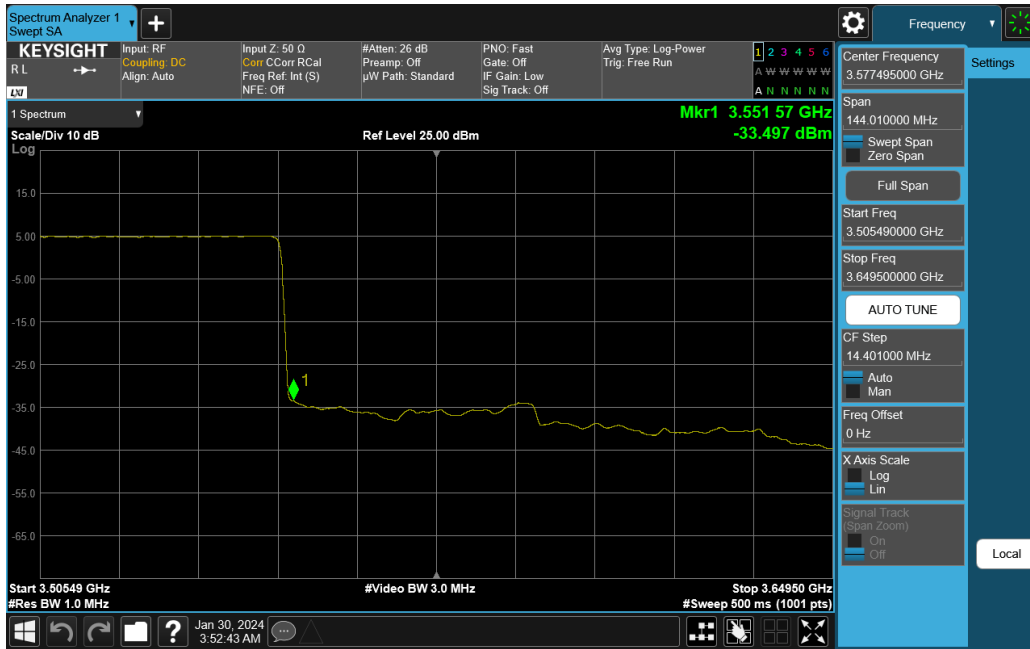 Spectrum Analyzer 1
Swept SA
Frequency
KEYSIGHT
R L
LXI
Input: RF
Coupling: DC
Align: Auto
Input Z: 50 Ω
Corr CCorr RCal
Freq Ref: Int (S)
NFE: Off
#Atten: 26 dB
Preamp: Off
µW Path: Standard
PNO: Fast
Gate: Off
IF Gain: Low
Sig Track: Off
Avg Type: Log-Power
Trig: Free Run
1 2 3 4 5 6
A W W W W W
A N N N N N
1 Spectrum
Scale/Div 10 dB
Log
Ref Level 25.00 dBm
Mkr1 3.551 57 GHz
-33.497 dBm
15.0
5.00
-5.00
-15.0
-25.0
-35.0
-45.0
-55.0
-65.0
1
Start 3.50549 GHz
#Res BW 1.0 MHz
#Video BW 3.0 MHz
Stop 3.64950 GHz
#Sweep 500 ms (1001 pts)
Settings
Center Frequency
3.577495000 GHz
Span
144.010000 MHz
Swept Span
Zero Span
Full Span
Start Freq
3.505490000 GHz
Stop Freq
3.649500000 GHz
AUTO TUNE
CF Step
14.401000 MHz
Auto
Man
Freq Offset
0 Hz
X Axis Scale
Log
Lin
Signal Track
(Span Zoom)
On
Off
Local
?
Jan 30, 2024
3:52:43 AM